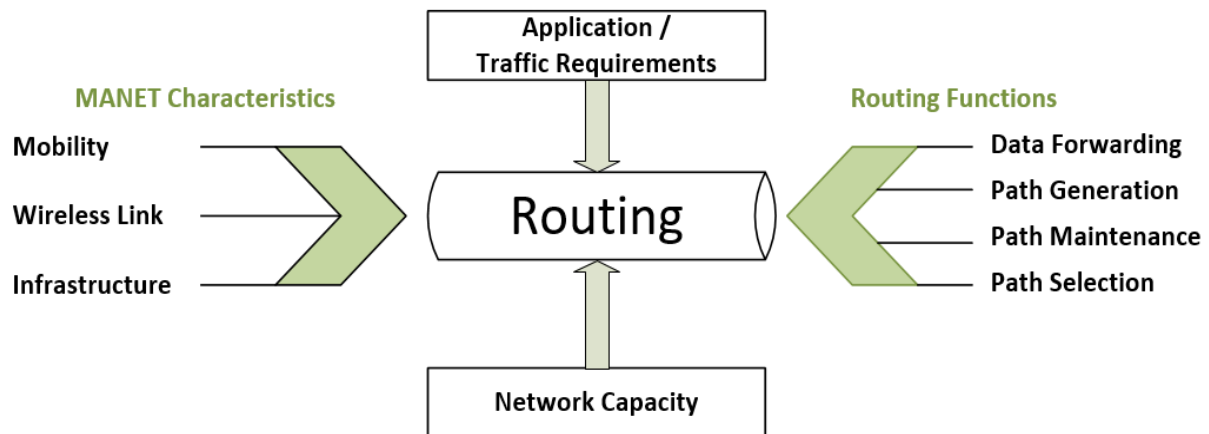 Application /
Traffic Requirements
MANET Characteristics
Mobility
Wireless Link
Infrastructure
Routing
Routing Functions
Data Forwarding
Path Generation
Path Maintenance
Path Selection
Network Capacity